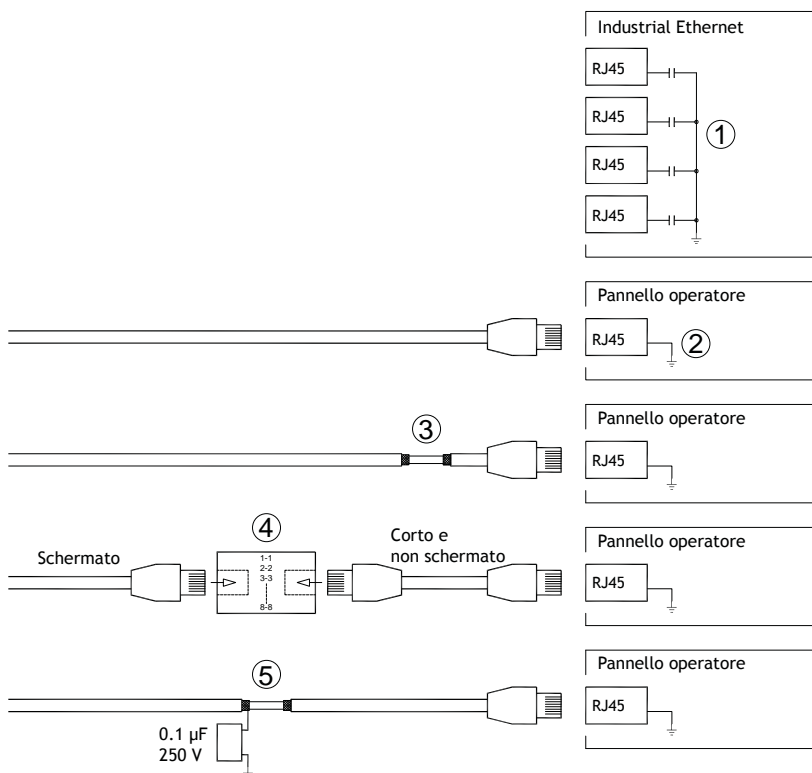 Industrial Ethernet
RJ45
RJ45
1
RJ45
RJ45
Pannello operatore
RJ45
2
Pannello operatore
3
RJ45
4
Pannello operatore
Schermato
1-1
2-2
3-3
8-8
Corto e
non schermato
RJ45
5
Pannello operatore
RJ45
0.1 µF
250 V